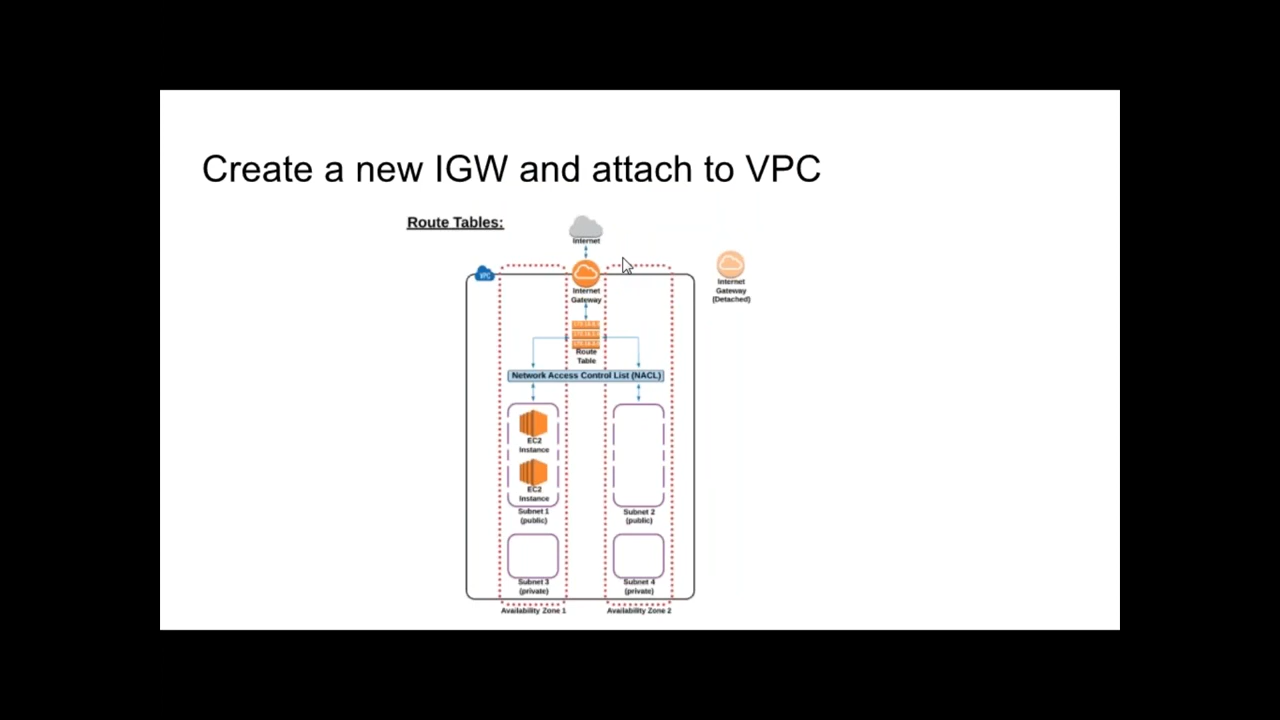 Create a new IGW and attach to VPC
Route Tables:
Internet
VPC
Internet
Gateway
Internet
Gateway
(Detached)
Route
Table
Network Access Control List (NACL)
EC2
Instance
EC2
Instance
Subnet 1
(public)
Subnet 2
(public)
Subnet 3
(private)
Subnet 4
(private)
Availability Zone 1
Availability Zone 2